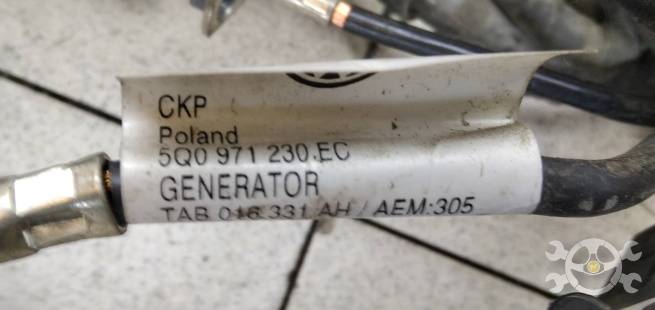 CKP
Poland
5Q0 971 230.EC
GENERATOR
TAB 016 331 AH / AEM:305